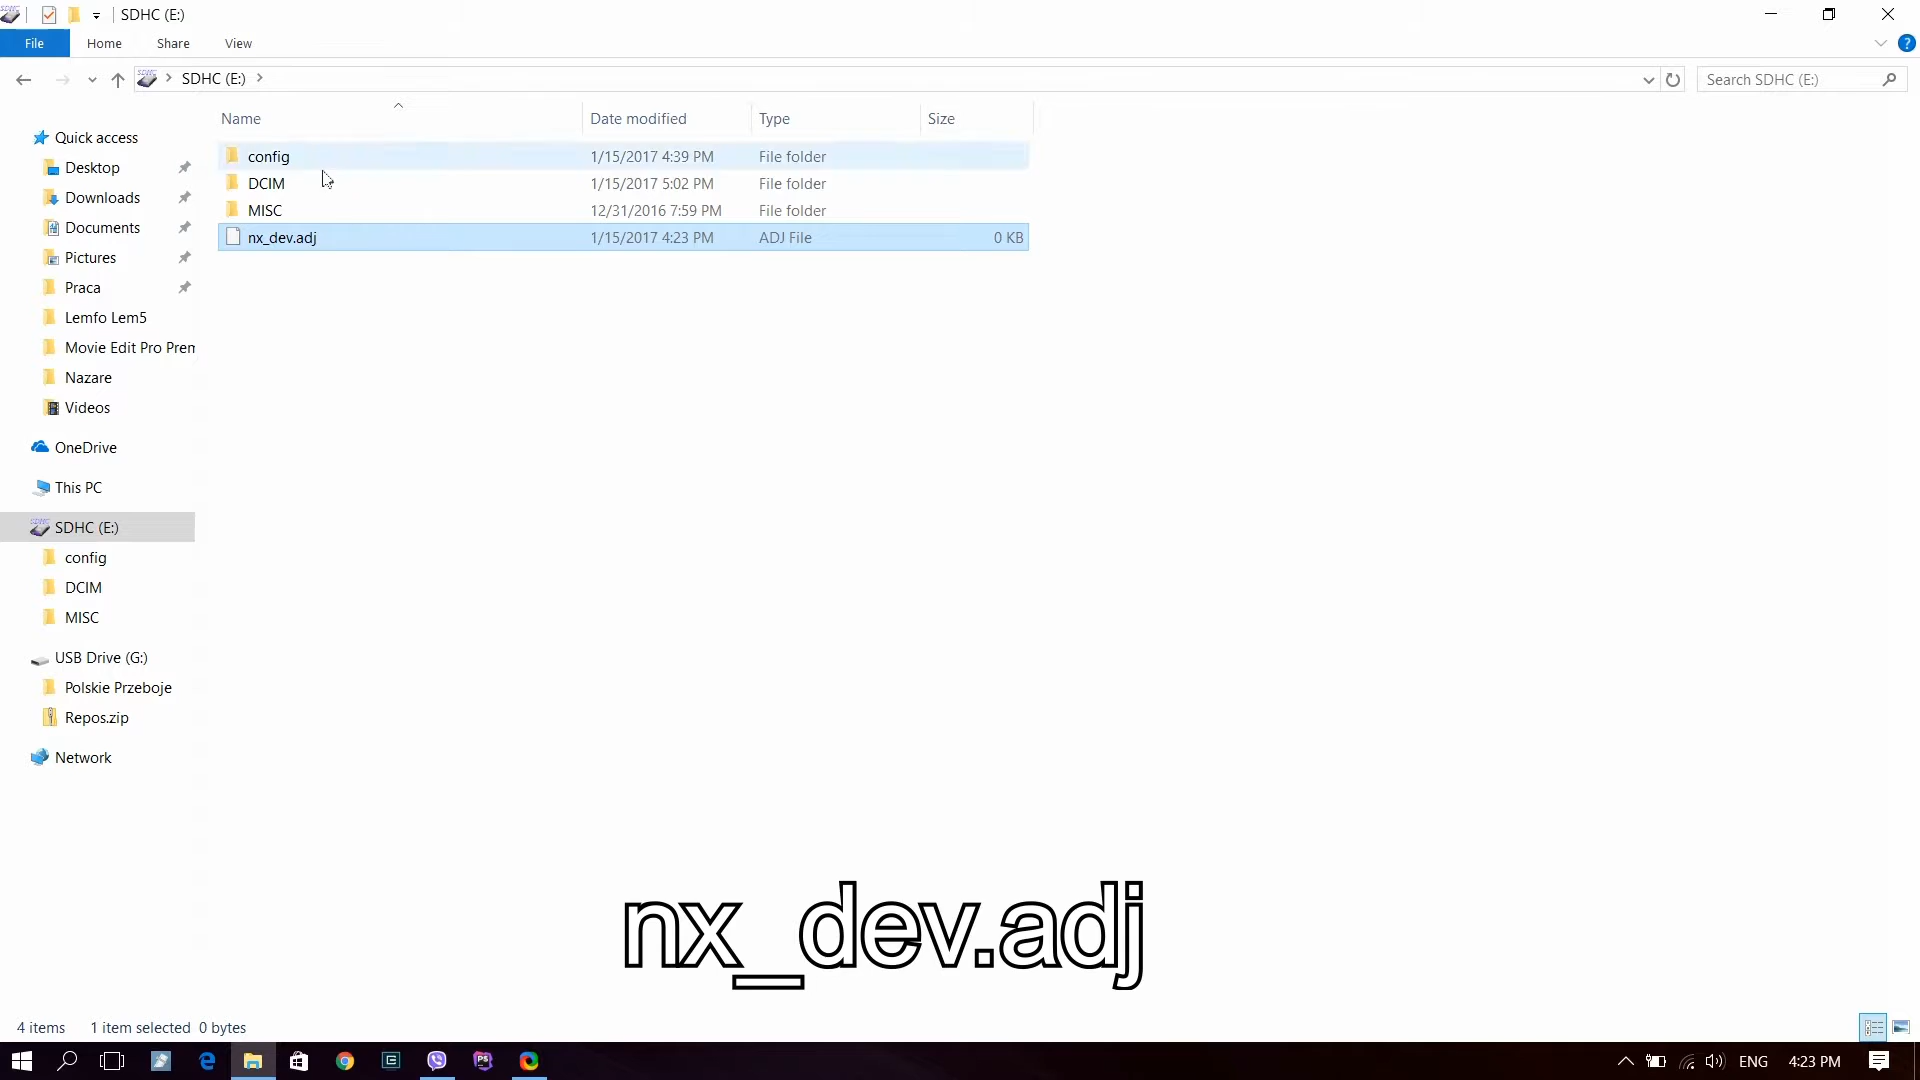 SDHC (E:)
File Home Share View
SDHC (E:)
Search SDHC (E:)
Name Date modified Type Size
config 1/15/2017 4:39 PM File folder
DCIM 1/15/2017 5:02 PM File folder
MISC 12/31/2016 7:59 PM File folder
nx_dev.adj 1/15/2017 4:23 PM ADJ File 0 KB
Quick access
Desktop
Downloads
Documents
Pictures
Praca
Lemfo Lem5
Movie Edit Pro Prem
Nazare
Videos
OneDrive
This PC
SDHC (E:)
config
DCIM
MISC
USB Drive (G:)
Polskie Przeboje
Repos.zip
Network
nx_dev.adj
4 items 1 item selected 0 bytes
ENG 4:23 PM